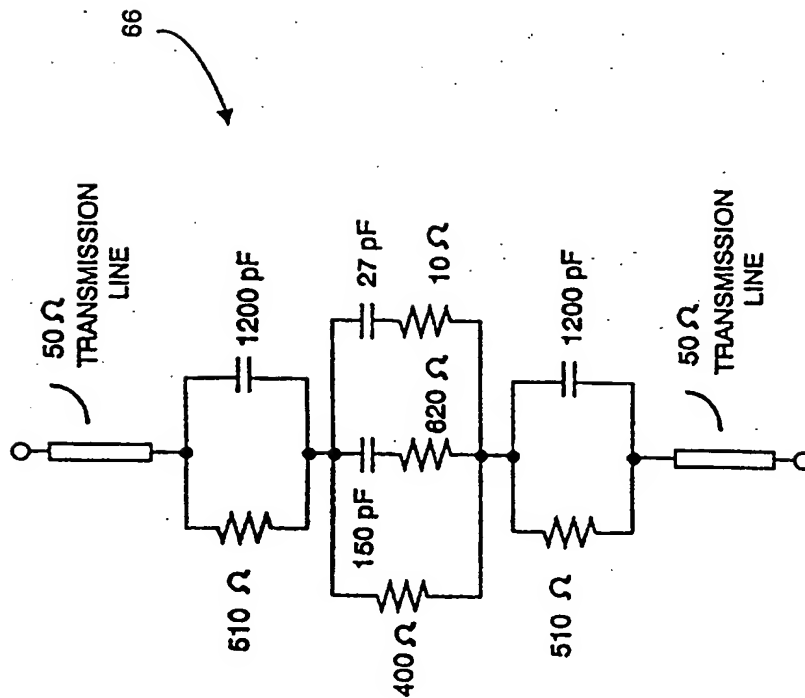 66
50 Ω
TRANSMISSION
LINE
510 Ω
1200 pF
400 Ω
150 pF
620 Ω
27 pF
10 Ω
510 Ω
1200 pF
50 Ω
TRANSMISSION
LINE